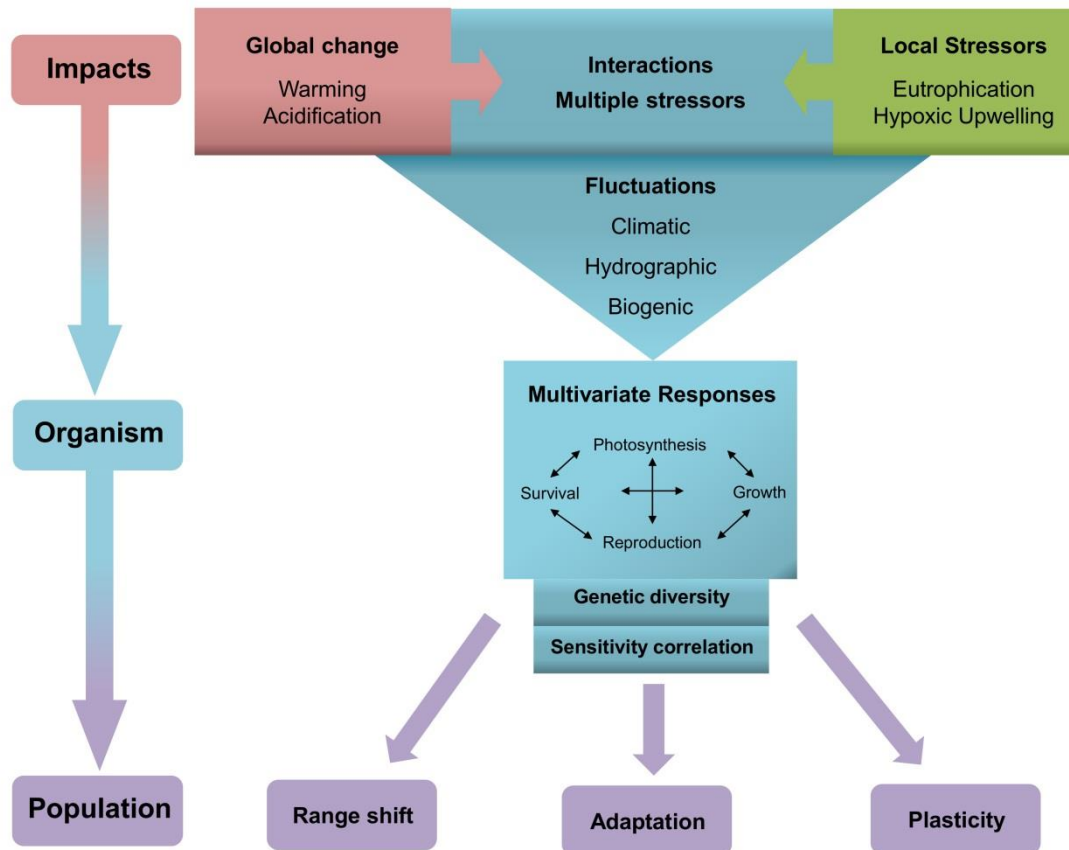 Impacts
Global change
Warming
Acidification
Interactions
Multiple stressors
Local Stressors
Eutrophication
Hypoxic Upwelling
Fluctuations
Climatic
Hydrographic
Biogenic
Organism
Multivariate Responses
Photosynthesis
Survival
Growth
Reproduction
Genetic diversity
Sensitivity correlation
Population
Range shift
Adaptation
Plasticity